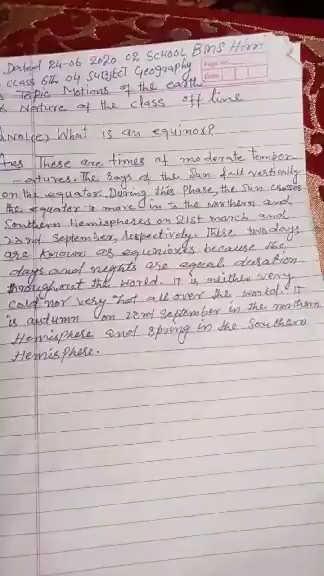 Dated 24-06 2020 02 SCHOOL BMS Hirri
CLASS 6th 04 SUBJECT Geography
Topic Motions of the earth
Nature of the class off line
What is an equinox?
Ans These are times of moderate temper
-atures. The rays of the Sun fall vertically
on the equator. During this phase, the Sun crosses
the equator to move in to the northern and
Southern Hemispheres on 21st march and
23rd September, Respectively. These two days
are known as equinoxes because the
days and nights are equal duration
throughout the world. IT is neither very
cold nor very hot all over the world. IT
is autumn on 23rd September in the northern
Hemisphere and spring in the Southern
Hemisphere.